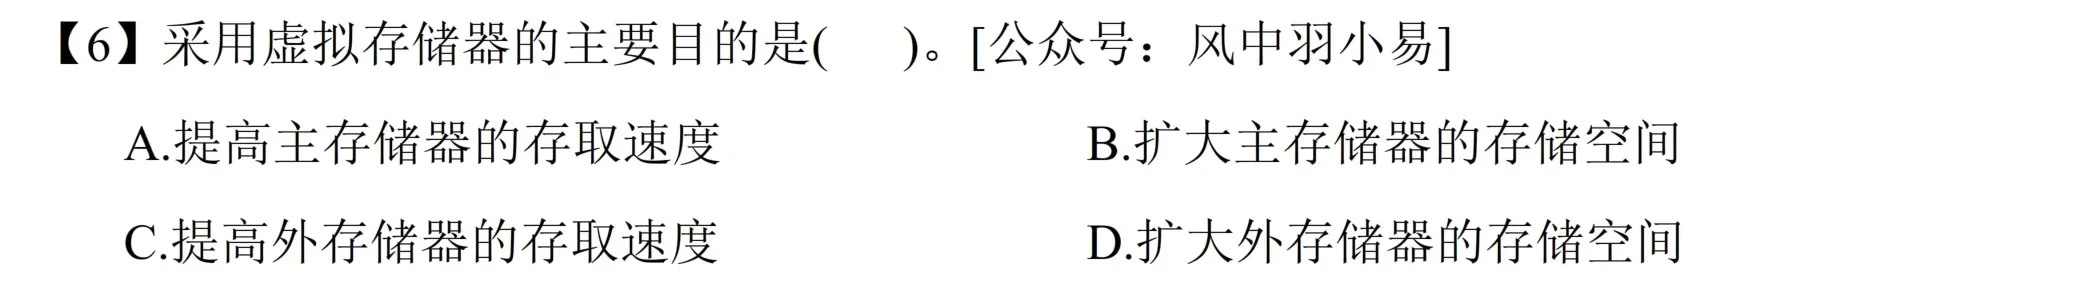 【6】采用虚拟存储器的主要目的是(    )。[公众号：风中羽小易]
A.提高主存储器的存取速度    B.扩大主存储器的存储空间
C.提高外存储器的存取速度    D.扩大外存储器的存储空间